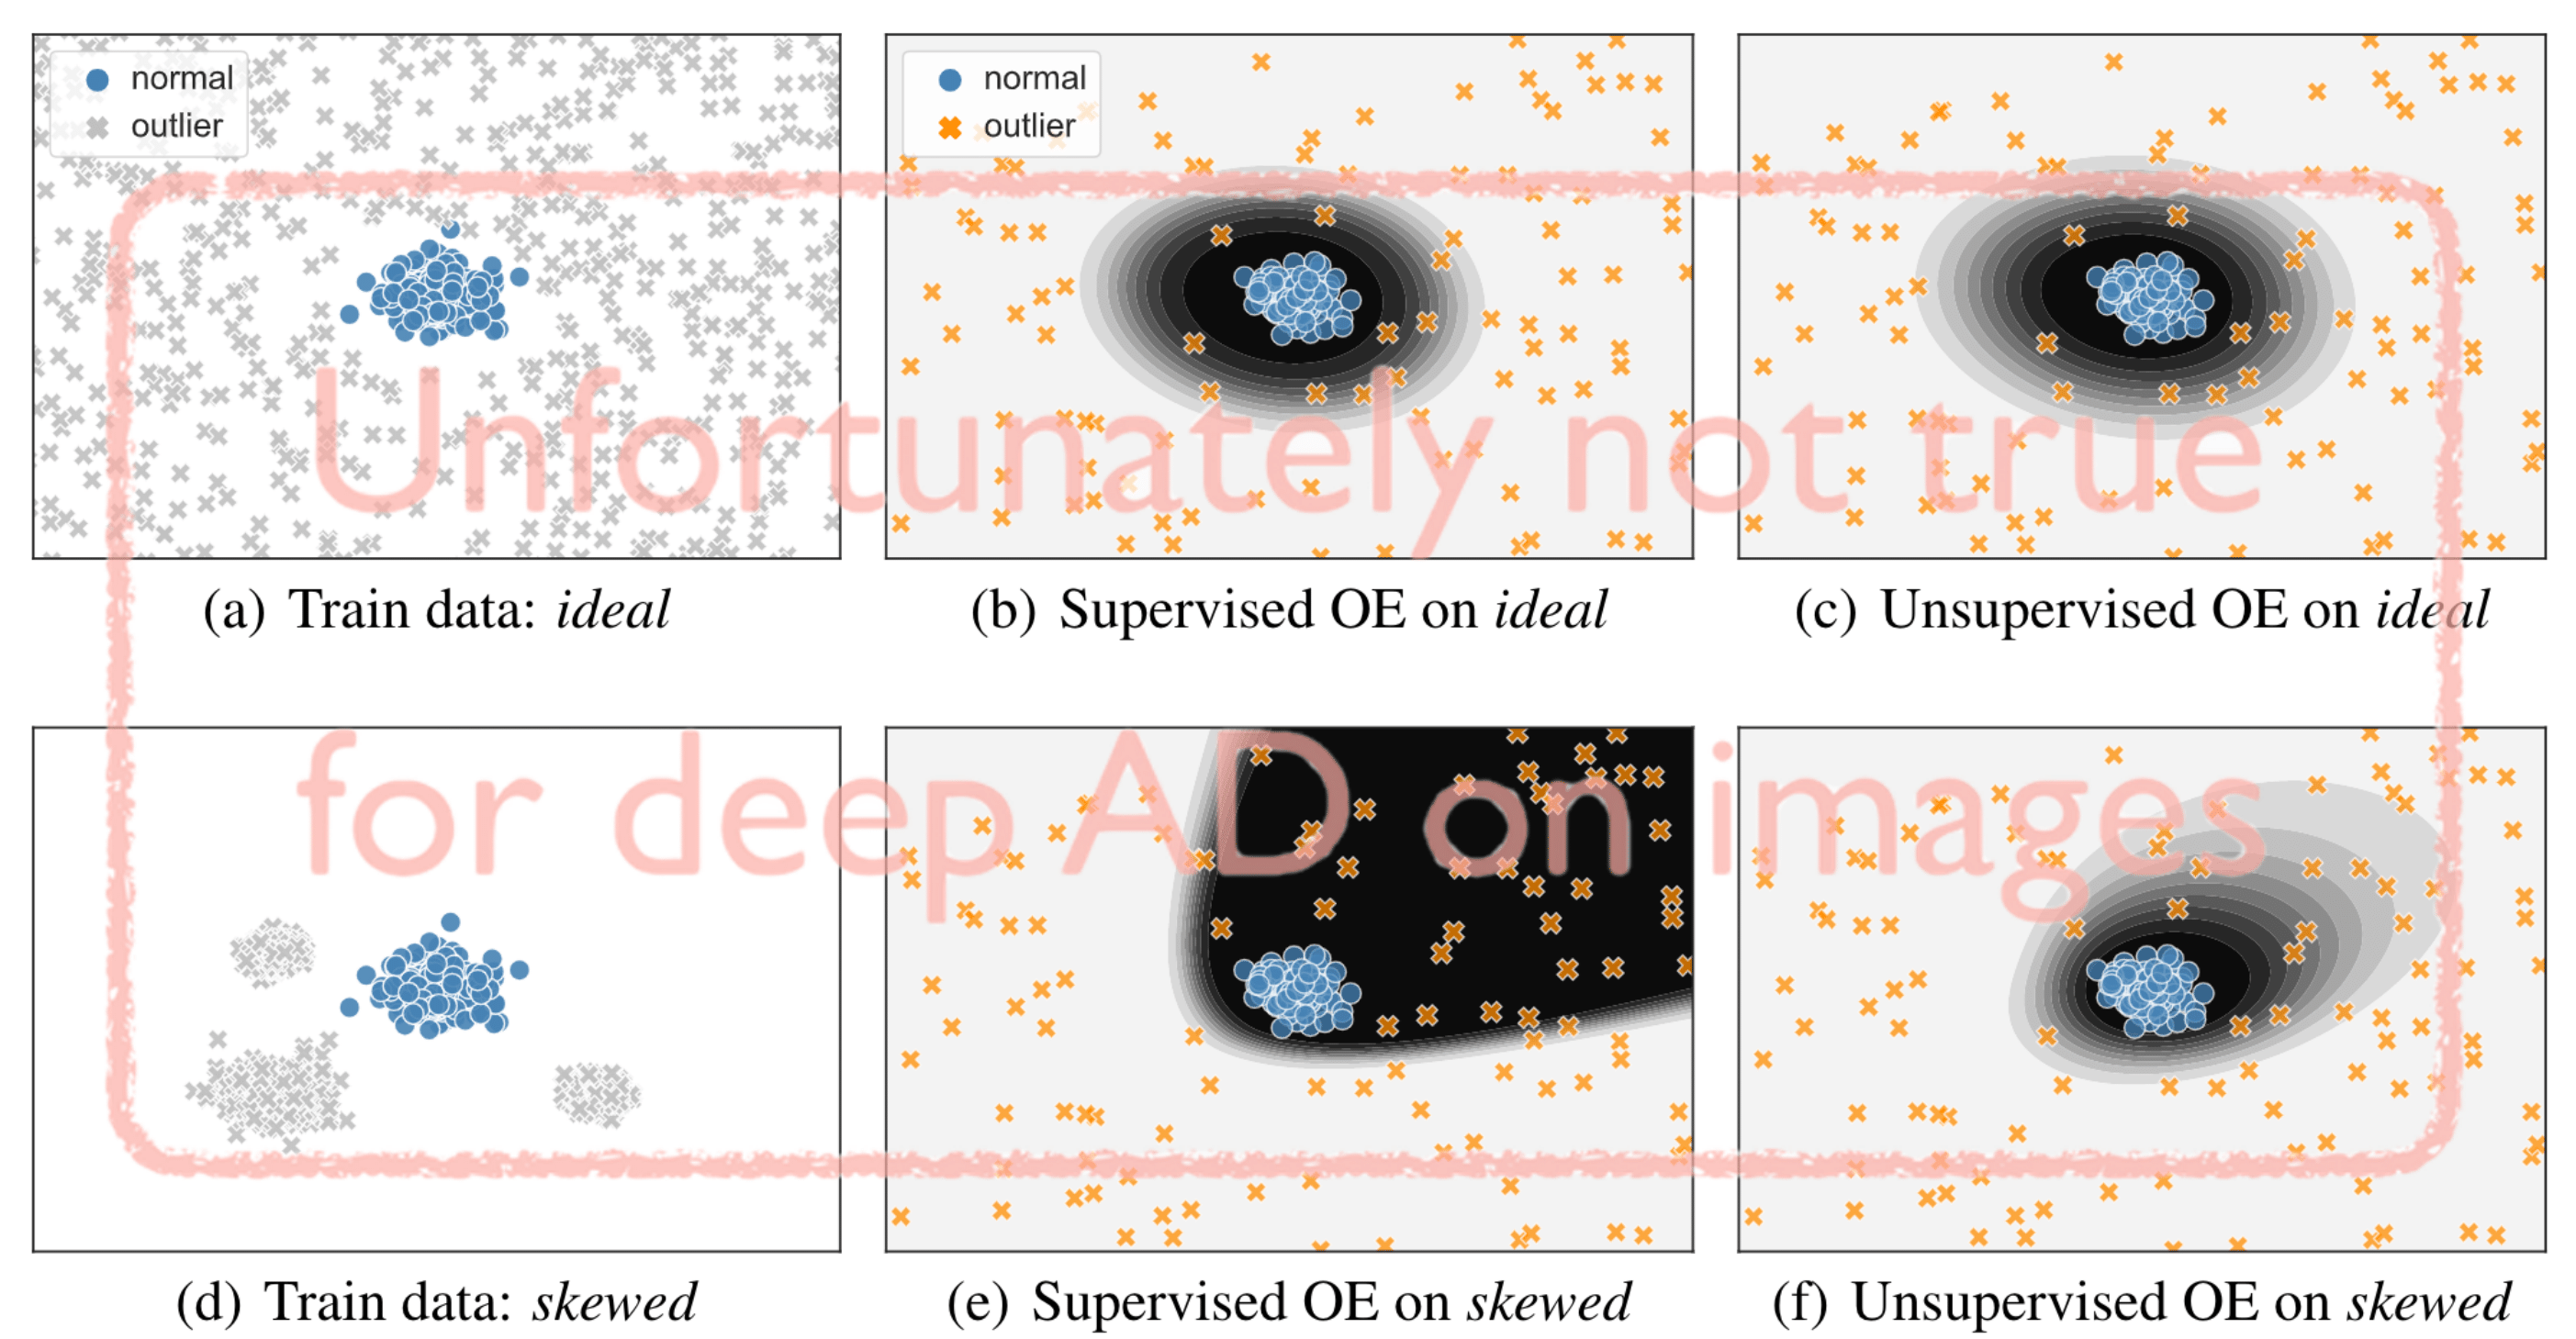 normal
outlier
normal
outlier
Unfortunately not true
(a) Train data: ideal
(b) Supervised OE on ideal
(c) Unsupervised OE on ideal
for deep AD on images
(d) Train data: skewed
(e) Supervised OE on skewed
(f) Unsupervised OE on skewed